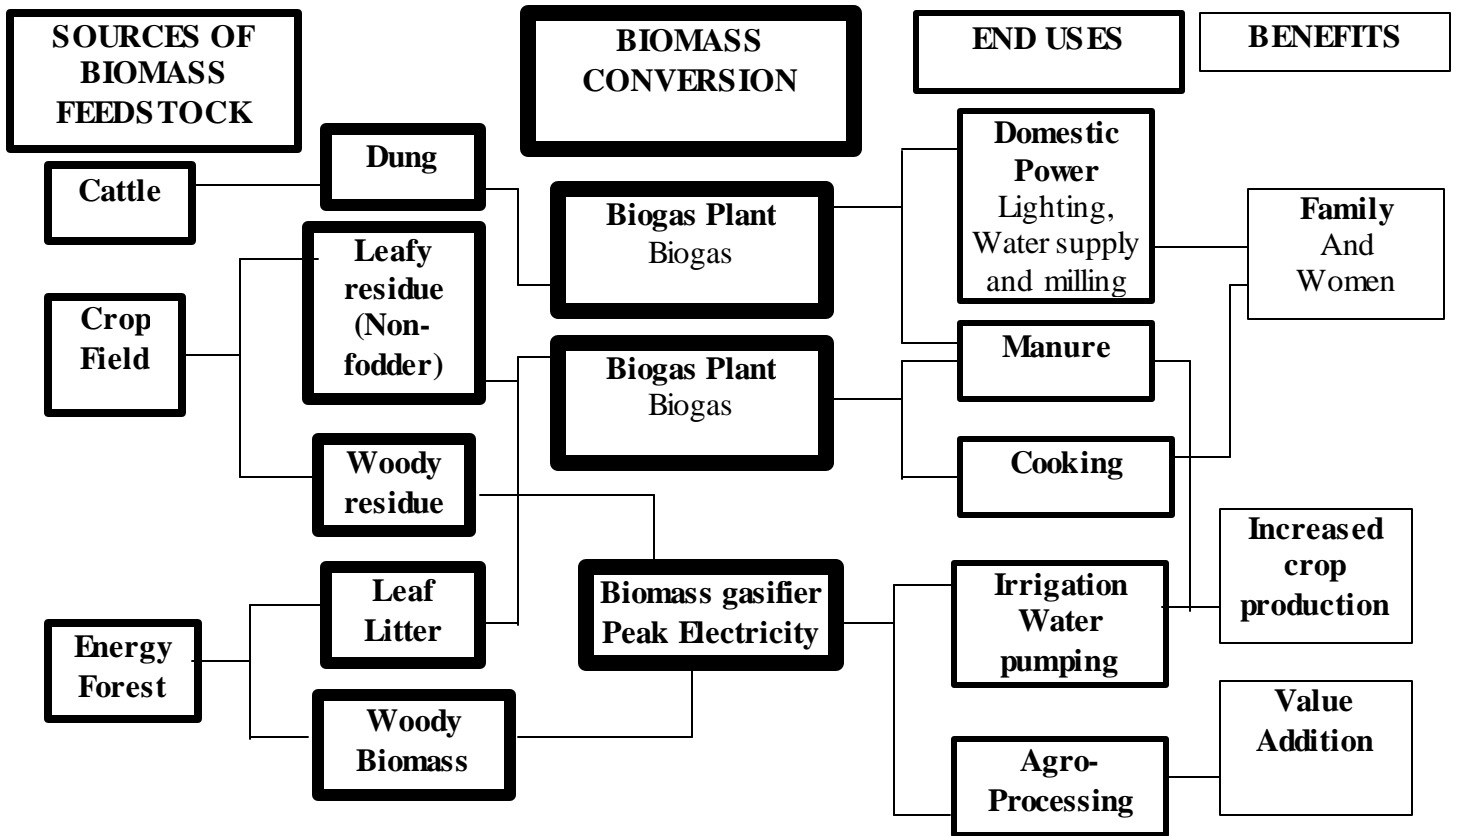 SOURCES OF
BIOMASS
FEEDSTOCK
BIOMASS
CONVERSION
END USES
BENEFITS
Cattle
Crop
Field
Energy
Forest
Dung
Leafy
residue
(Non-
fodder)
Woody
residue
Leaf
Litter
Woody
Biomass
Biogas Plant
Biogas
Biogas Plant
Biogas
Biomass gasifier
Peak Electricity
Domestic
Power
Lighting,
Water supply
and milling
Manure
Cooking
Irrigation
Water
pumping
Agro-
Processing
Family
And
Women
Increased
crop
production
Value
Addition